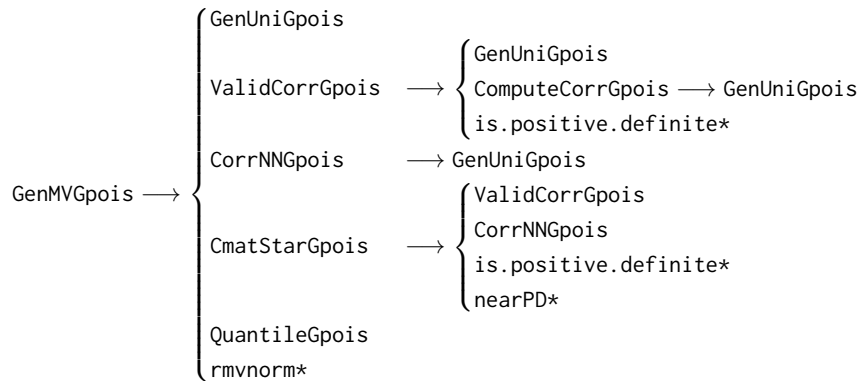 GenUniGpois
GenUniGpois
ValidCorrGpois ⟶ ComputeCorrGpois ⟶ GenUniGpois
is.positive.definite*
CorrNNGpois ⟶ GenUniGpois
GenMVGpois ⟶
ValidCorrGpois
CorrNNGpois
CmatStarGpois ⟶
is.positive.definite*
nearPD*
QuantileGpois
rmvnorm*